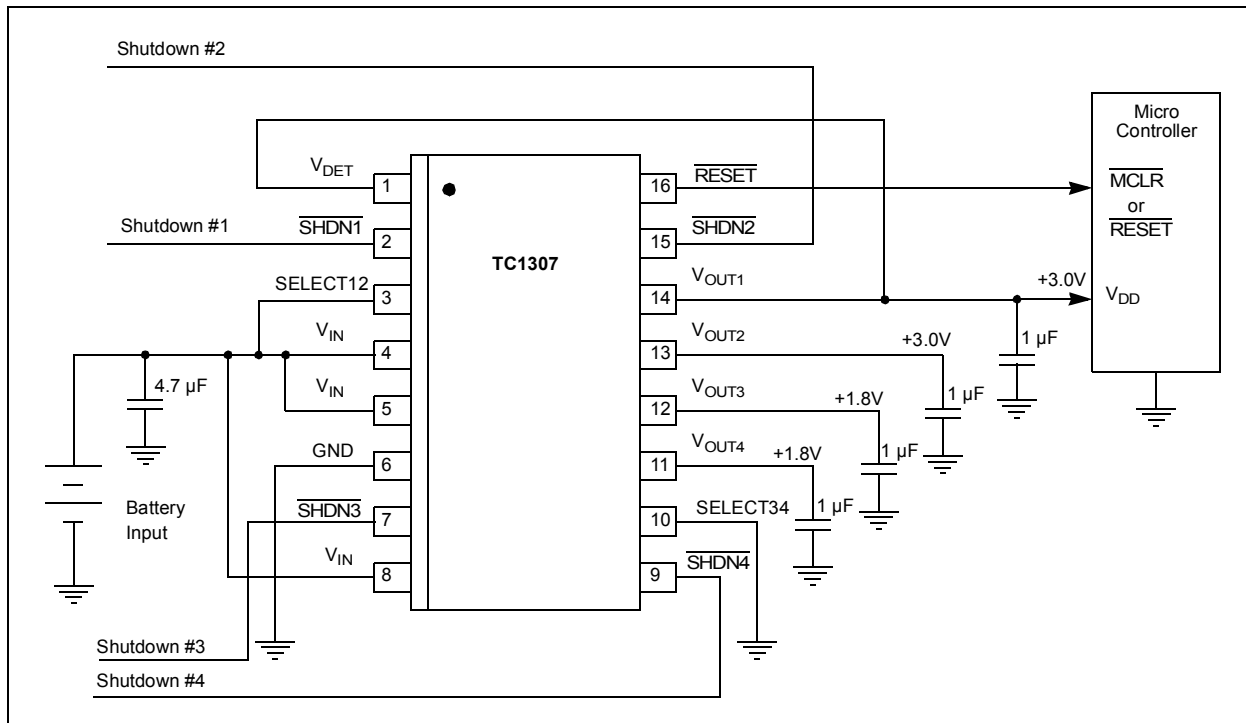 Shutdown #2
Micro
Controller
VDET
1
16
RESET
MCLR
or
RESET
Shutdown #1
SHDN1
2
15
SHDN2
TC1307
SELECT12
3
14
VOUT1
+3.0V
VDD
VIN
4
13
VOUT2
+3.0V
1 µF
4.7 µF
VIN
5
12
VOUT3
+1.8V
1 µF
GND
6
11
VOUT4
+1.8V
1 µF
Battery
Input
SHDN3
7
10
SELECT34
1 µF
VIN
8
9
SHDN4
Shutdown #3
Shutdown #4